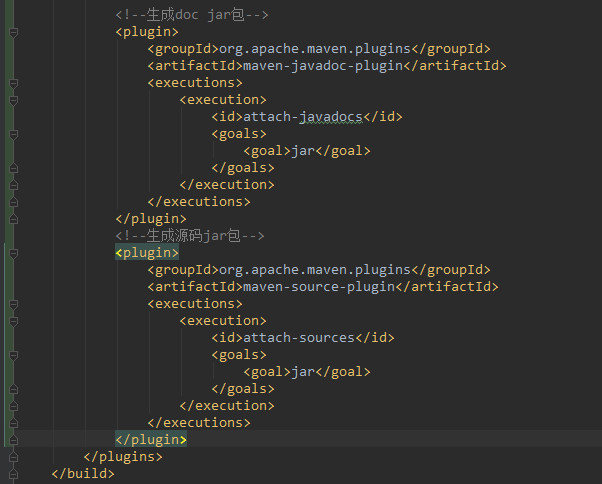 <!--生成doc jar包-->
<plugin>
<groupId>org.apache.maven.plugins</groupId>
<artifactId>maven-javadoc-plugin</artifactId>
<executions>
<execution>
<id>attach-javadocs</id>
<goals>
<goal>jar</goal>
</goals>
</execution>
</executions>
</plugin>
<!--生成源码jar包-->
<plugin>
<groupId>org.apache.maven.plugins</groupId>
<artifactId>maven-source-plugin</artifactId>
<executions>
<execution>
<id>attach-sources</id>
<goals>
<goal>jar</goal>
</goals>
</execution>
</executions>
</plugin>
</plugins>
</build>